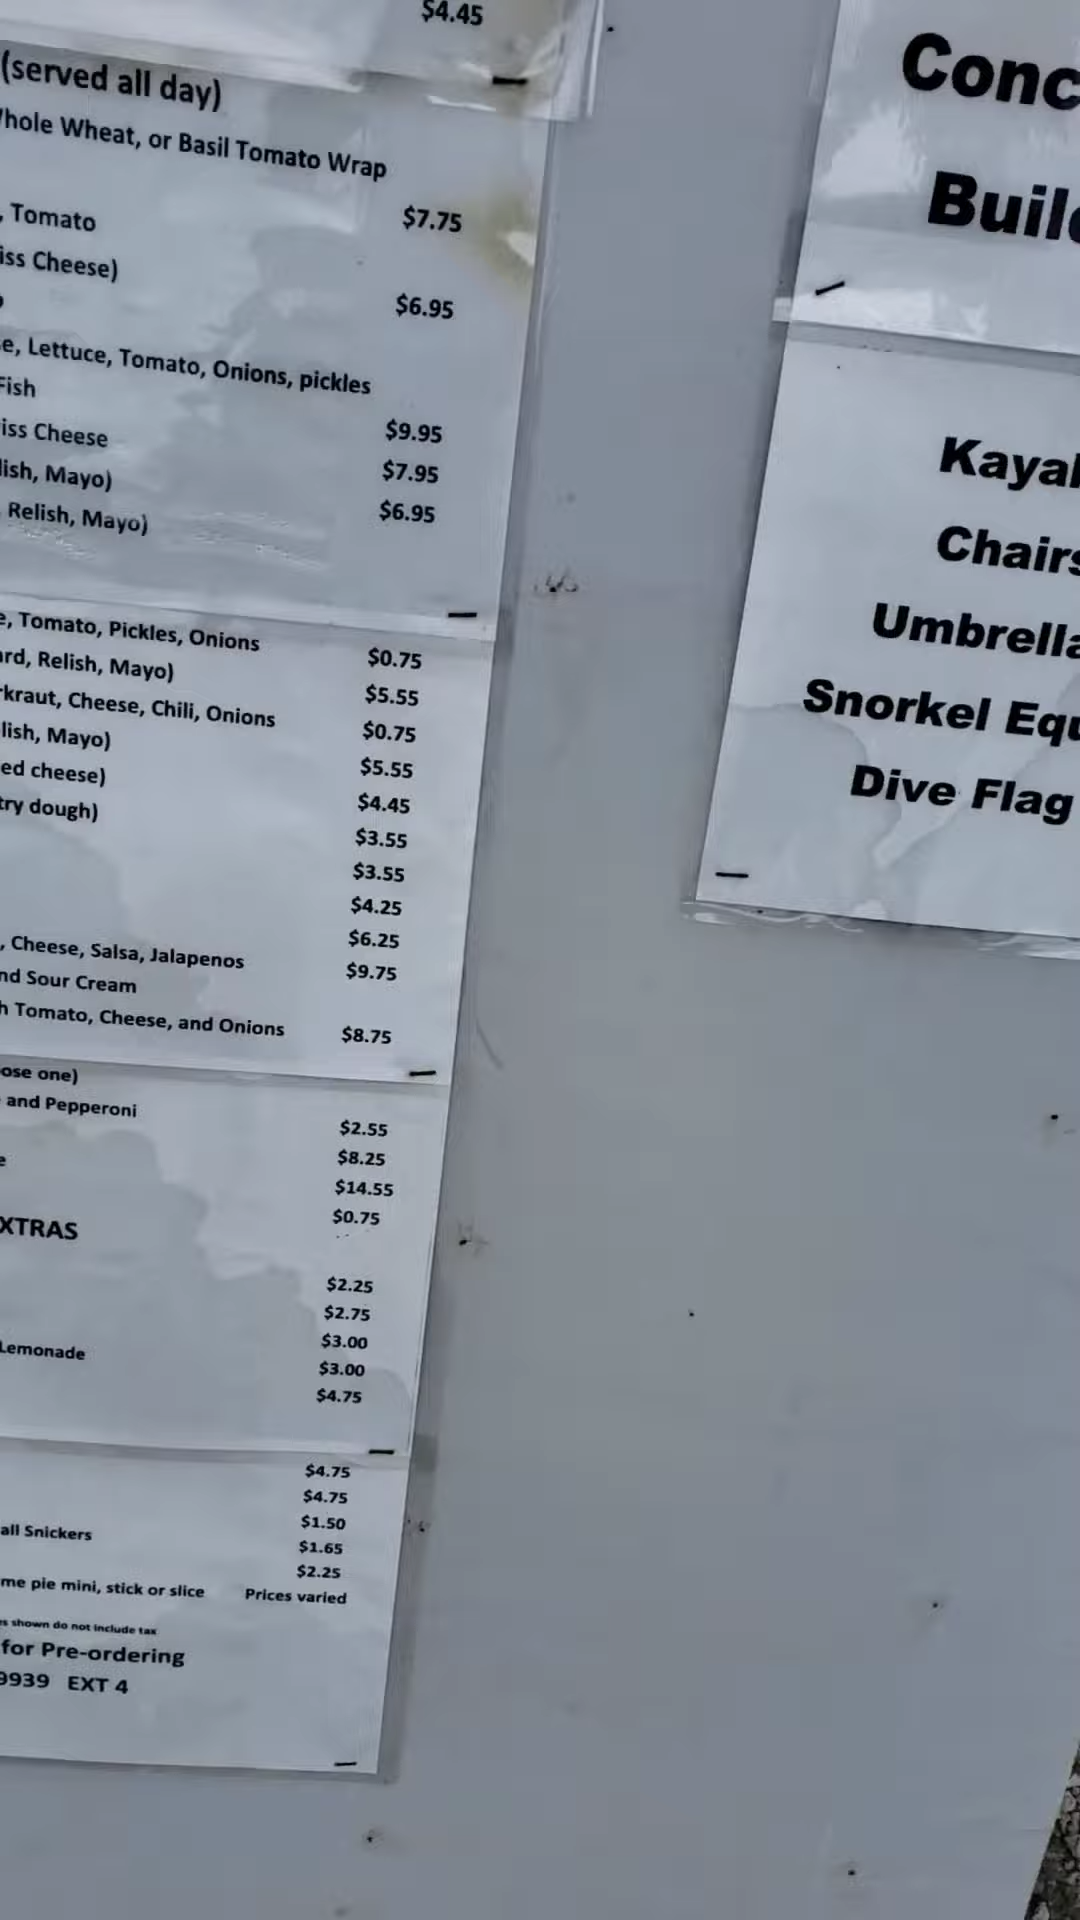 $4.45
(served all day)
Whole Wheat, or Basil Tomato Wrap
, Tomato $7.75
iss Cheese)
$6.95
e, Lettuce, Tomato, Onions, pickles
Fish $9.95
iss Cheese $7.95
lish, Mayo) $6.95
Relish, Mayo)
e, Tomato, Pickles, Onions $0.75
ard, Relish, Mayo) $5.55
rkraut, Cheese, Chili, Onions $0.75
lish, Mayo) $5.55
ed cheese) $4.45
try dough) $3.55
$3.55
$4.25
$6.25
, Cheese, Salsa, Jalapenos $9.75
nd Sour Cream
h Tomato, Cheese, and Onions $8.75
ose one)
and Pepperoni $2.55
$8.25
e $14.55
$0.75
XTRAS
$2.25
$2.75
$3.00
Lemonade $3.00
$4.75
$4.75
$4.75
$1.50
all Snickers $1.65
$2.25
me pie mini, stick or slice Prices varied
es shown do not include tax
for Pre-ordering
9939 EXT 4
Conc
Build
Kayak
Chairs
Umbrella
Snorkel Equ
Dive Flag